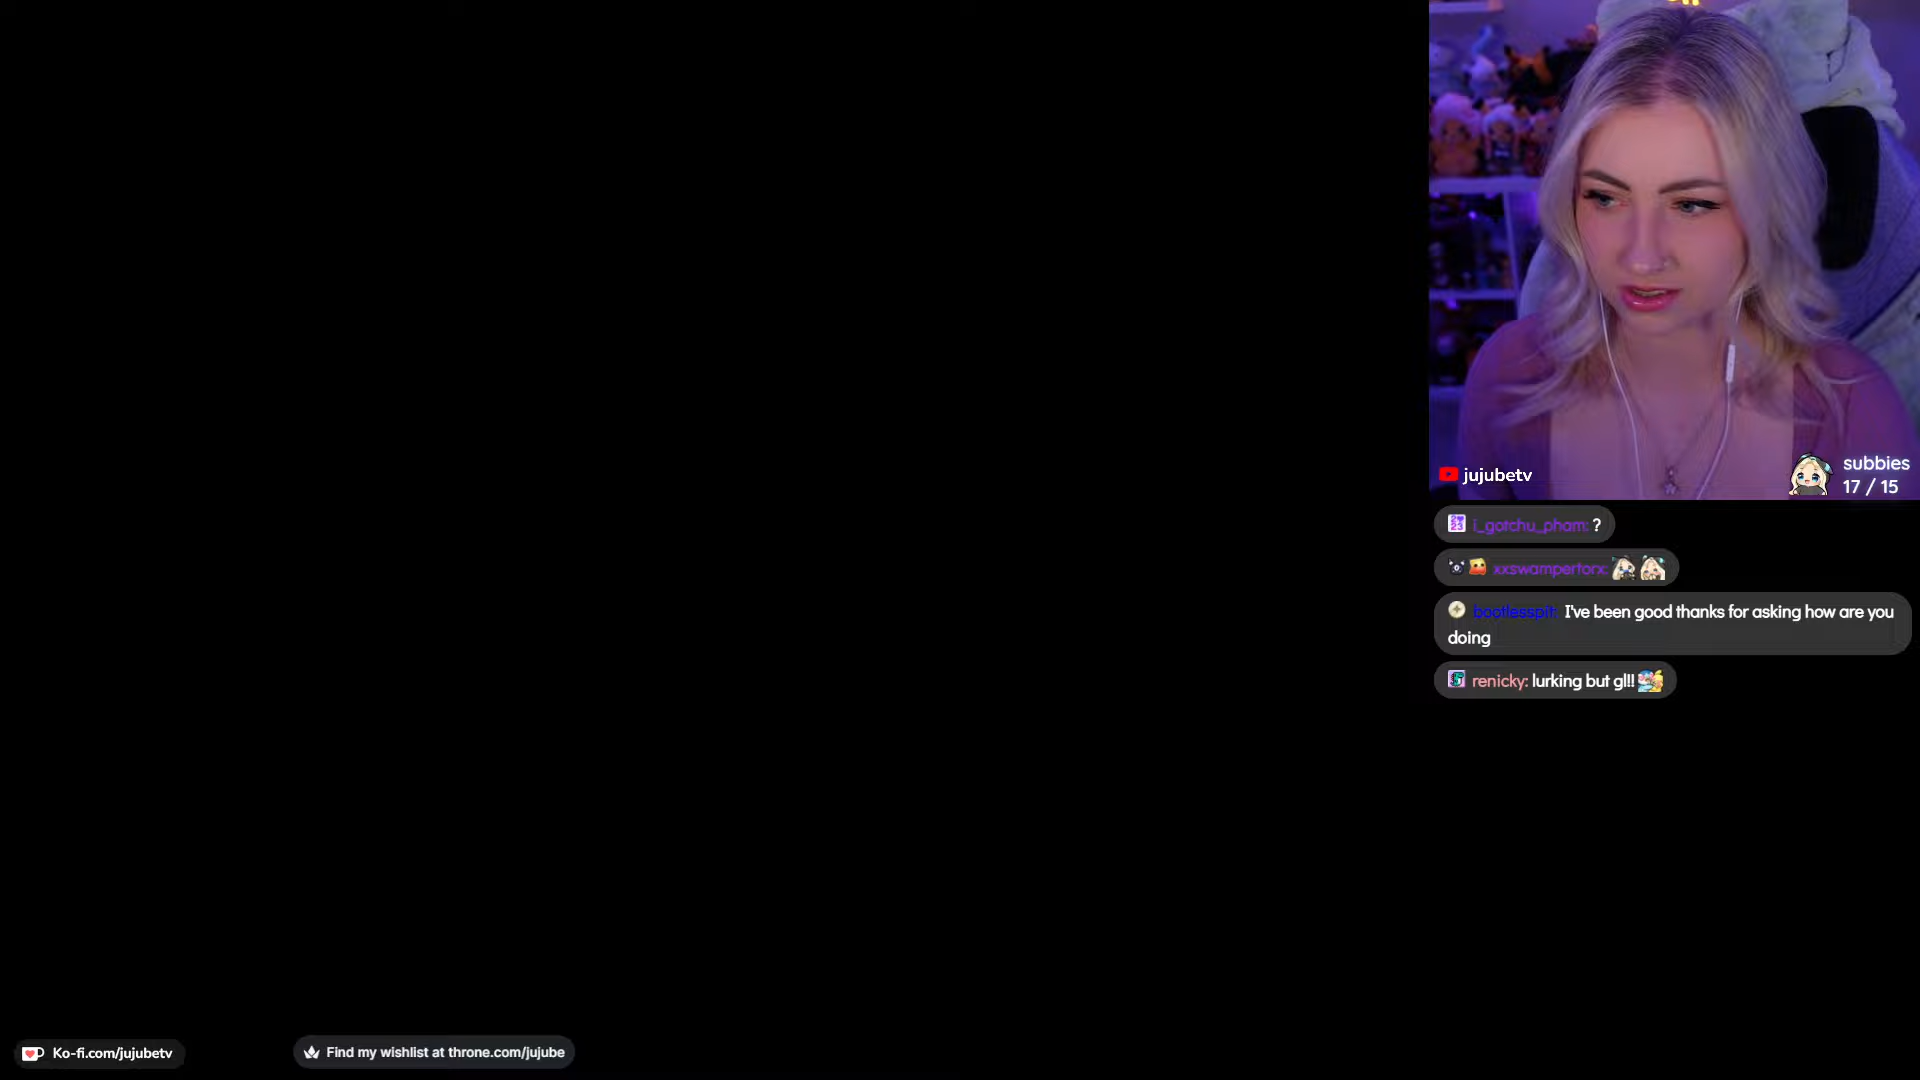 jujubetv
subbies
17 / 15
i_gotchu_pham: ?
xxswampertorx:
bootlesspit: I've been good thanks for asking how are you
doing
renicky: lurking but gl!!
Ko-fi.com/jujubetv
Find my wishlist at throne.com/jujube